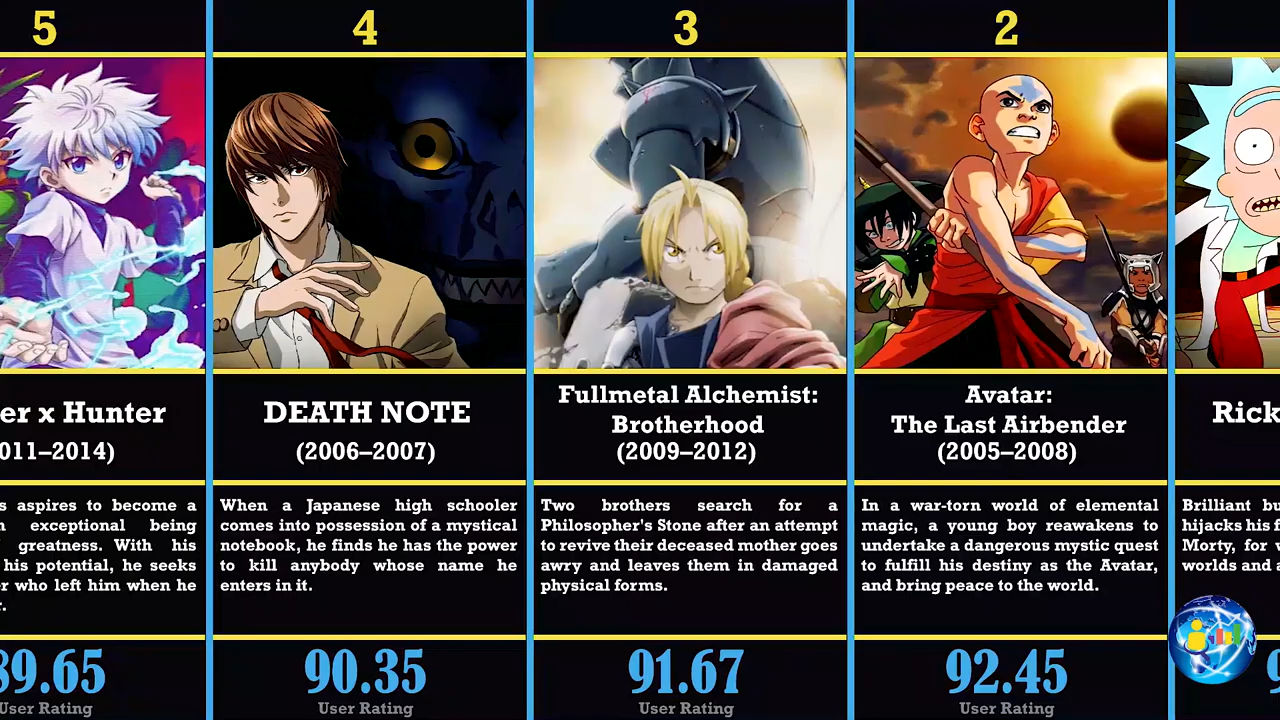 5
er x Hunter
011–2014)
s aspires to become a
n exceptional being
greatness. With his
his potential, he seeks
er who left him when he
r.
89.65
User Rating
4
DEATH NOTE
(2006–2007)
When a Japanese high schooler
comes into possession of a mystical
notebook, he finds he has the power
to kill anybody whose name he
enters in it.
90.35
User Rating
3
Fullmetal Alchemist:
Brotherhood
(2009–2012)
Two brothers search for a
Philosopher's Stone after an attempt
to revive their deceased mother goes
awry and leaves them in damaged
physical forms.
91.67
User Rating
2
Avatar:
The Last Airbender
(2005–2008)
In a war-torn world of elemental
magic, a young boy reawakens to
undertake a dangerous mystic quest
to fulfill his destiny as the Avatar,
and bring peace to the world.
92.45
User Rating
Rick
Brilliant bu
hijacks his f
Morty, for
worlds and a
9